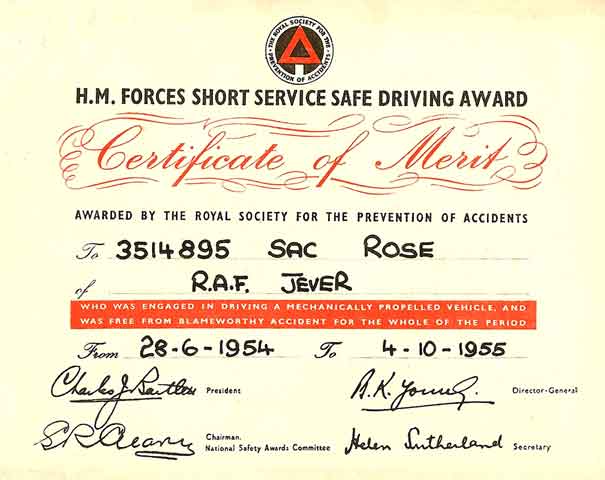 THE ROYAL SOCIETY FOR THE PREVENTION OF ACCIDENTS
H.M. FORCES SHORT SERVICE SAFE DRIVING AWARD
Certificate of Merit
AWARDED BY THE ROYAL SOCIETY FOR THE PREVENTION OF ACCIDENTS
To 3514895 SAC ROSE
of R.A.F. JEVER
WHO WAS ENGAGED IN DRIVING A MECHANICALLY PROPELLED VEHICLE, AND
WAS FREE FROM BLAMEWORTHY ACCIDENT FOR THE WHOLE OF THE PERIOD
From 28-6-1954 To 4-10-1955
Charles J. Bartlett President
B.K. Young. Director-General
Chairman,
National Safety Awards Committee
Helen Sutherland Secretary